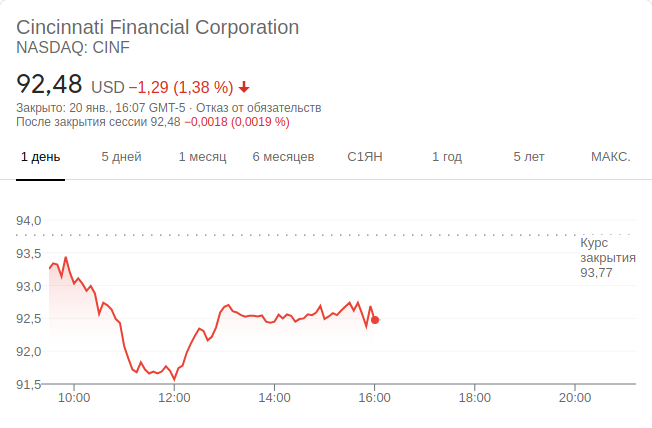 Cincinnati Financial Corporation
NASDAQ: CINF
92,48 USD −1,29 (1,38 %)
Закрыто: 20 янв., 16:07 GMT-5 · Отказ от обязательств
После закрытия сессии 92,48 −0,0018 (0,0019 %)
1 день 5 дней 1 месяц 6 месяцев С1ЯН 1 год 5 лет МАКС.
94,0
Курс
закрытия
93,77
93,5
93,0
92,5
92,0
91,5
10:00 12:00 14:00 16:00 18:00 20:00